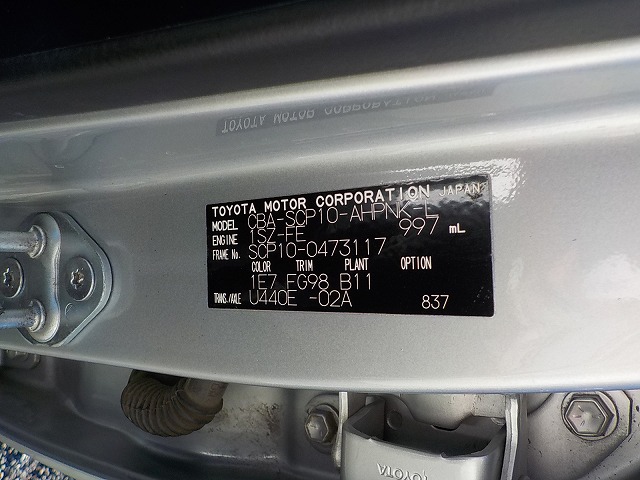 TOYOTA MOTOR CORPORATION JAPAN
MODEL CBA-SCP10-AHPNK-L
ENGINE 1SZ-FE 997 mL
FRAME No. SCP10-0473117
COLOR TRIM PLANT OPTION
1E7 FG98 B11
TRANS./AXLE U440E -02A 837
TOYOTA